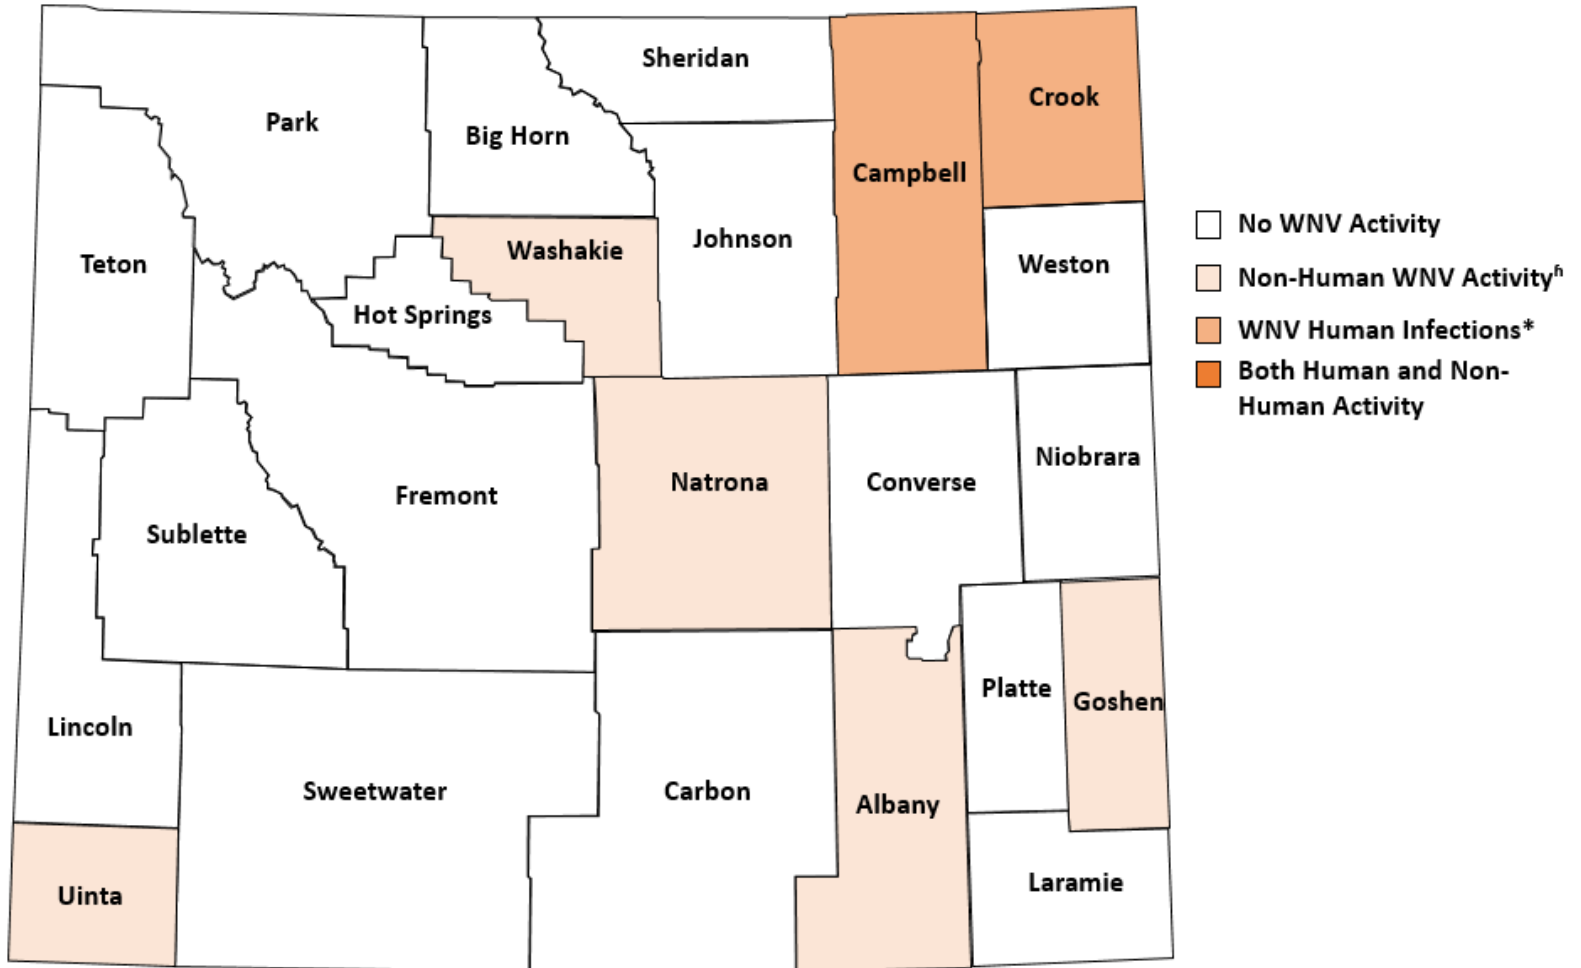 Sheridan
Crook
Park
Big Horn
Campbell
Washakie
Johnson
Teton
Weston
Hot Springs
Niobrara
Natrona
Converse
Fremont
Sublette
Platte
Goshen
Lincoln
Sweetwater
Carbon
Albany
Laramie
Uinta
No WNV Activity
Non-Human WNV Activityɦ
WNV Human Infections*
Both Human and Non-
Human Activity